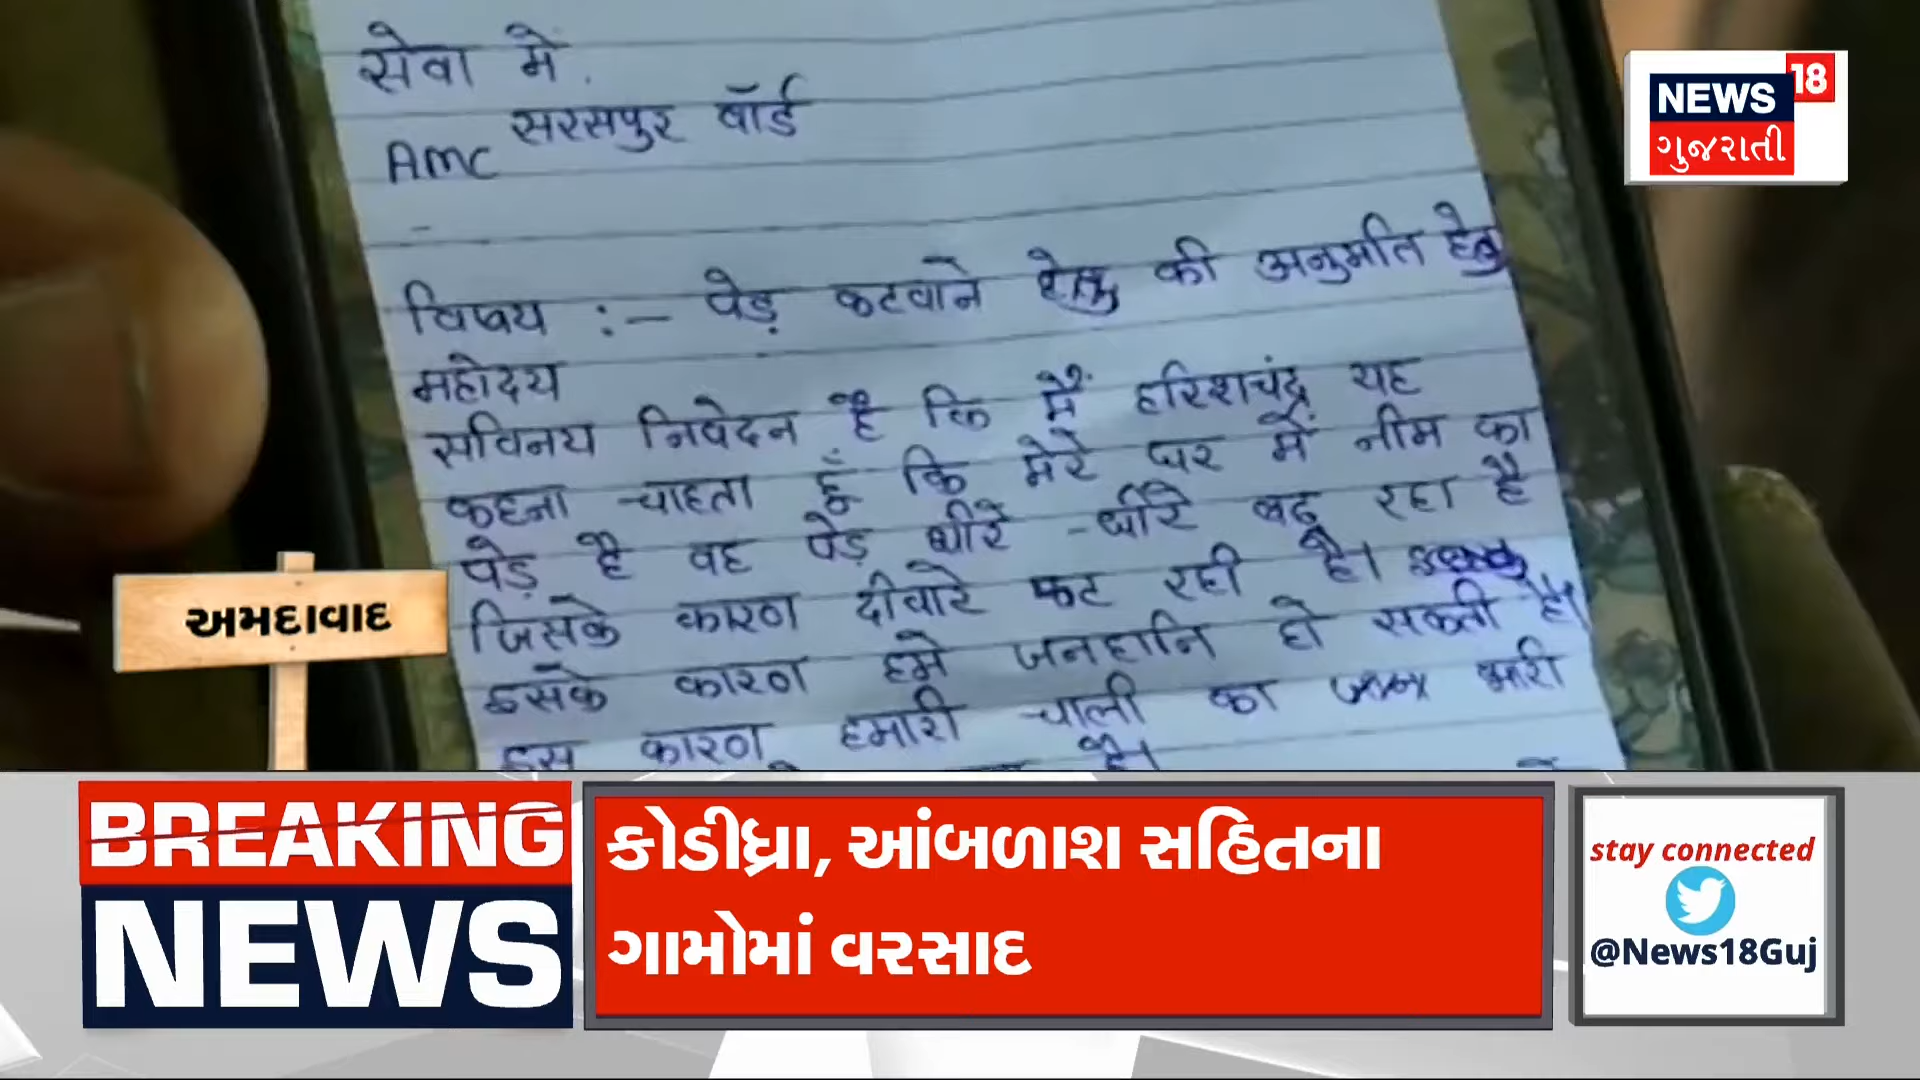 सेवा में.
सरसपुर वॉर्ड
AMC
विषय :- पेड़ कटवाने की अनुमति हेतु
महोदय
सविनय निवेदन है कि मैं हरिशचंद्र यह
कहना चाहता हूँ कि मेरे घर में नीम का
पेड़ है वह पेड़ धीरे -धीरे बढ़ रहा है
जिसके कारण दीवारे फट रही है।
इसके कारण हमे जनहानि हो सकती है।
इस कारण हमारी चाली का भारी
है।
NEWS 18
ગુજરાતી
અમદાવાદ
BREAKING
NEWS
કોડીધ્રા, આંબળાશ સહિતના
ગામોમાં વરસાદ
stay connected
@News18Guj